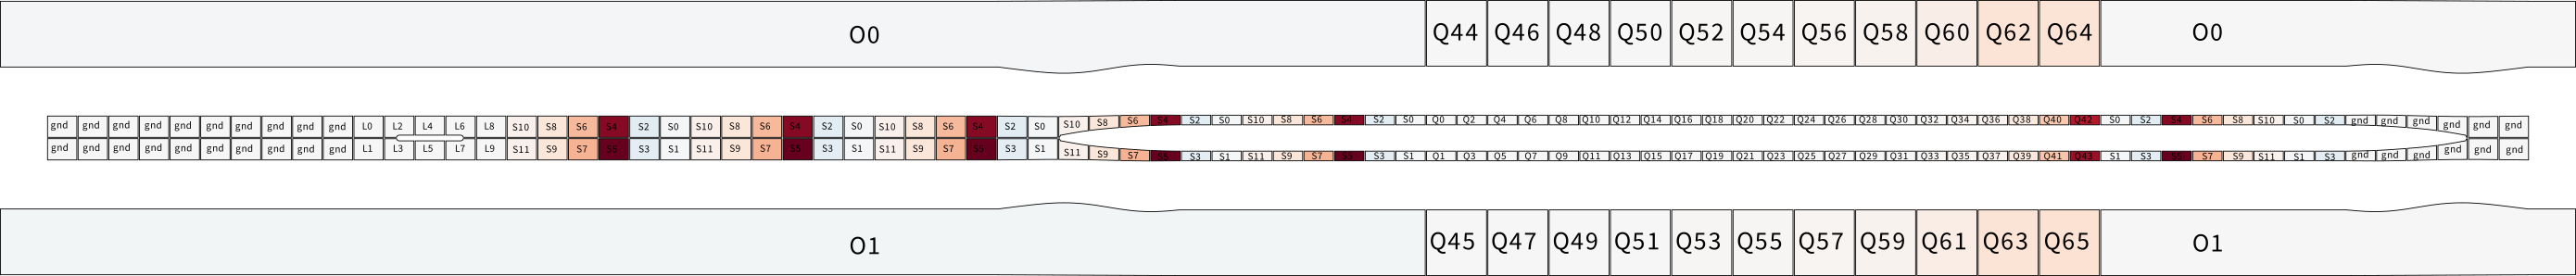 O0 Q44 Q46 Q48 Q50 Q52 Q54 Q56 Q58 Q60 Q62 Q64 O0
gnd gnd gnd gnd gnd gnd gnd gnd gnd gnd L0 L2 L4 L6 L8 S10 S8 S6 S4 S2 S0 S10 S8 S6 S4 S2 S0 S10 S8 S6 S4 S2 S0 S10 S8 S6 S4 S2 S0 S10 S8 S6 S4 S2 S0 Q0 Q2 Q4 Q6 Q8 Q10 Q12 Q14 Q16 Q18 Q20 Q22 Q24 Q26 Q28 Q30 Q32 Q34 Q36 Q38 Q40 Q42 S0 S2 S4 S6 S8 S10 S0 S2 gnd gnd gnd gnd gnd gnd
gnd gnd gnd gnd gnd gnd gnd gnd gnd gnd L1 L3 L5 L7 L9 S11 S9 S7 S5 S3 S1 S11 S9 S7 S5 S3 S1 S11 S9 S7 S5 S3 S1 S11 S9 S7 S5 S3 S1 S11 S9 S7 S5 S3 S1 Q1 Q3 Q5 Q7 Q9 Q11 Q13 Q15 Q17 Q19 Q21 Q23 Q25 Q27 Q29 Q31 Q33 Q35 Q37 Q39 Q41 Q43 S1 S3 S5 S7 S9 S11 S1 S3 gnd gnd gnd gnd gnd gnd
O1 Q45 Q47 Q49 Q51 Q53 Q55 Q57 Q59 Q61 Q63 Q65 O1